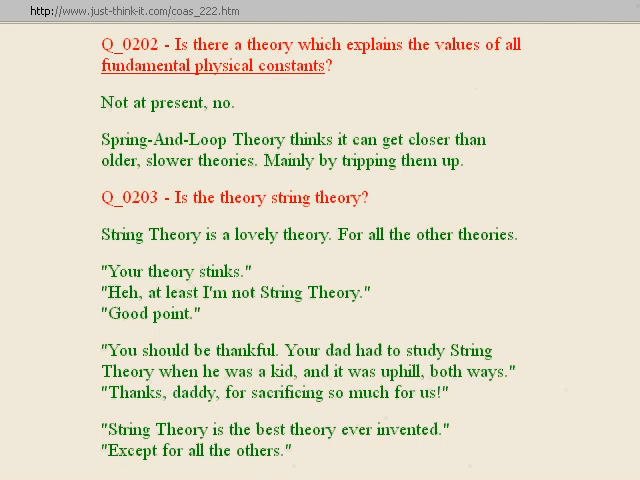 http://www.just-think-it.com/coas_222.htm
Q_0202 - Is there a theory which explains the values of all
fundamental physical constants?
Not at present, no.
Spring-And-Loop Theory thinks it can get closer than
older, slower theories. Mainly by tripping them up.
Q_0203 - Is the theory string theory?
String Theory is a lovely theory. For all the other theories.
"Your theory stinks."
"Heh, at least I'm not String Theory."
"Good point."
"You should be thankful. Your dad had to study String
Theory when he was a kid, and it was uphill, both ways."
"Thanks, daddy, for sacrificing so much for us!"
"String Theory is the best theory ever invented."
"Except for all the others."